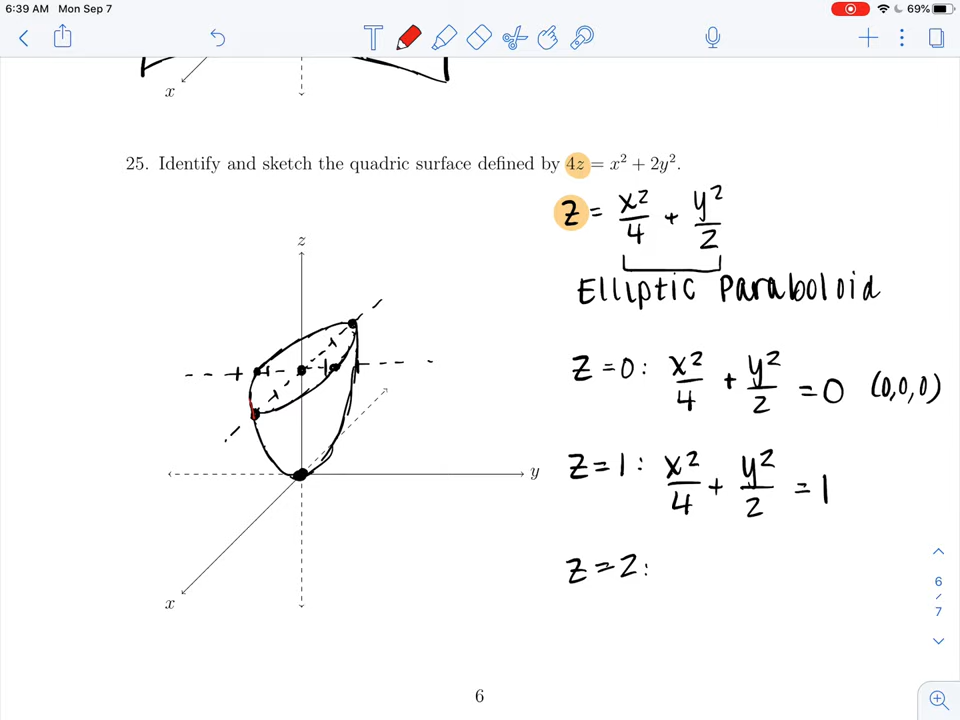 6:39 AM Mon Sep 7
69%
T
x
25. Identify and sketch the quadric surface defined by 4z = x² + 2y².
z = x²/4 + y²/2
Elliptic Paraboloid
z
z = 0 : x²/4 + y²/2 = 0 (0,0,0)
z = 1 : x²/4 + y²/2 = 1
y
z = 2 :
x
6
/
7
6